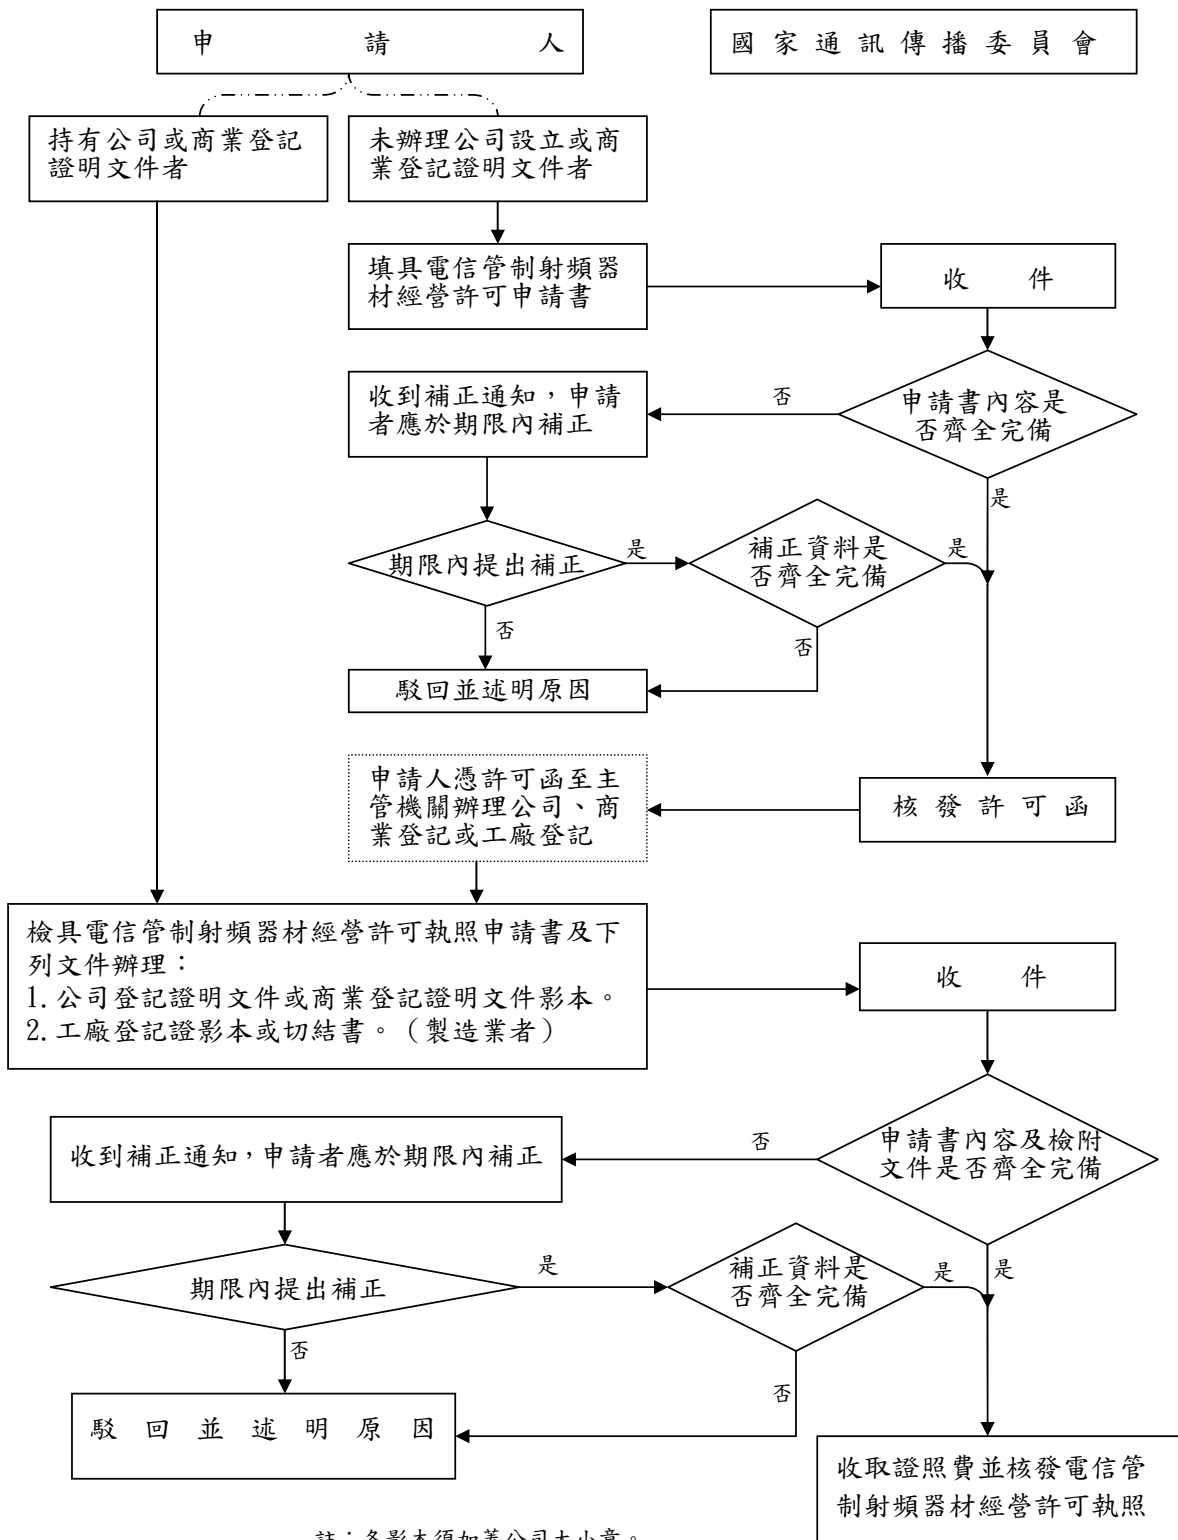 申請人
國家通訊傳播委員會
持有公司或商業登記
證明文件者
未辦理公司設立或商
業登記證明文件者
填具電信管制射頻器
材經營許可申請書
收件
申請書內容是
否齊全完備
否
是
收到補正通知，申請
者應於期限內補正
期限內提出補正
是
否
補正資料是
否齊全完備
是
否
駁回並述明原因
核發許可函
申請人憑許可函至主
管機關辦理公司、商
業登記或工廠登記
檢具電信管制射頻器材經營許可執照申請書及下
列文件辦理：
1.公司登記證明文件或商業登記證明文件影本。
2.工廠登記證影本或切結書。（製造業者）
收件
申請書內容及檢附
文件是否齊全完備
否
是
收到補正通知，申請者應於期限內補正
期限內提出補正
是
否
補正資料是
否齊全完備
是
否
駁回並述明原因
收取證照費並核發電信管
制射頻器材經營許可執照
註：各影本須加蓋公司大小章。